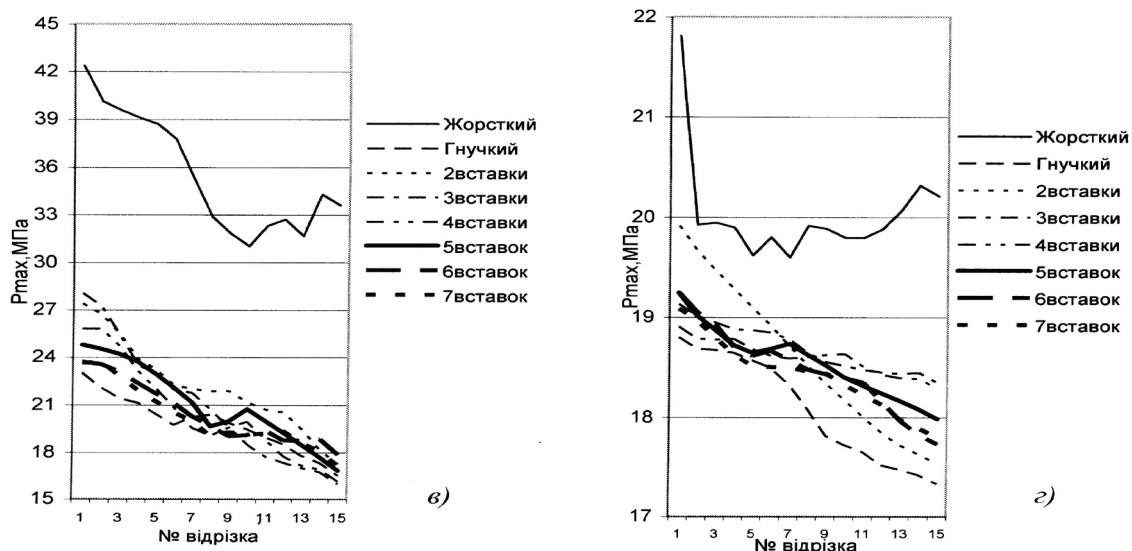 45
42
39
36
33
30
27
24
21
18
15
Pmax,МПа
1 3 5 7 9 11 13 15
№ відрізка
Жорсткий
Гнучкий
2вставки
3вставки
4вставки
5вставок
6вставок
7вставок
в)
22
21
20
19
18
17
Pmax,МПа
1 3 5 7 9 11 13 15
№ відрізка
Жорсткий
Гнучкий
2вставки
3вставки
4вставки
5вставок
6вставок
7вставок
г)